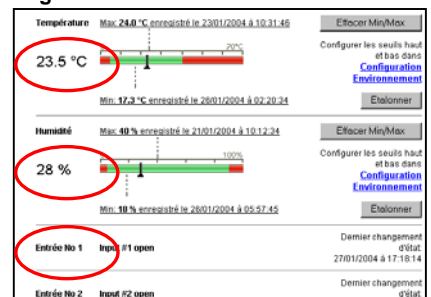 Température Max: 24.0 °C enregistré le 23/01/2004 à 10:31:46 Effacer Min/Max
20°C
Configurer les seuils haut
et bas dans
Configuration
Environnement
23.5 °C
Min: 17.3 °C enregistré le 26/01/2004 à 02:20:34 Etalonner
Humidité Max: 40 % enregistré le 21/01/2004 à 10:12:24 Effacer Min/Max
100%
Configurer les seuils haut
et bas dans
Configuration
Environnement
28 %
Min: 10 % enregistré le 26/01/2004 à 05:57:45 Etalonner
Entrée No 1 Input #1 open
Dernier changement
d'état:
27/01/2004 à 17:18:14
Entrée No 2 Input #2 open
Dernier changement
d'état: